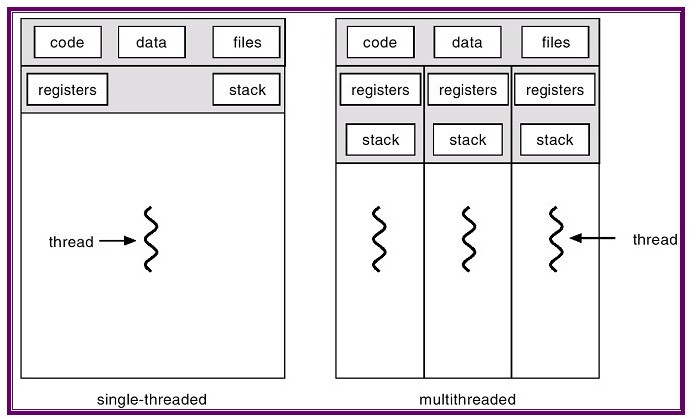 code data files
registers stack
thread
single-threaded
code data files
registers registers registers
stack stack stack
thread
multithreaded